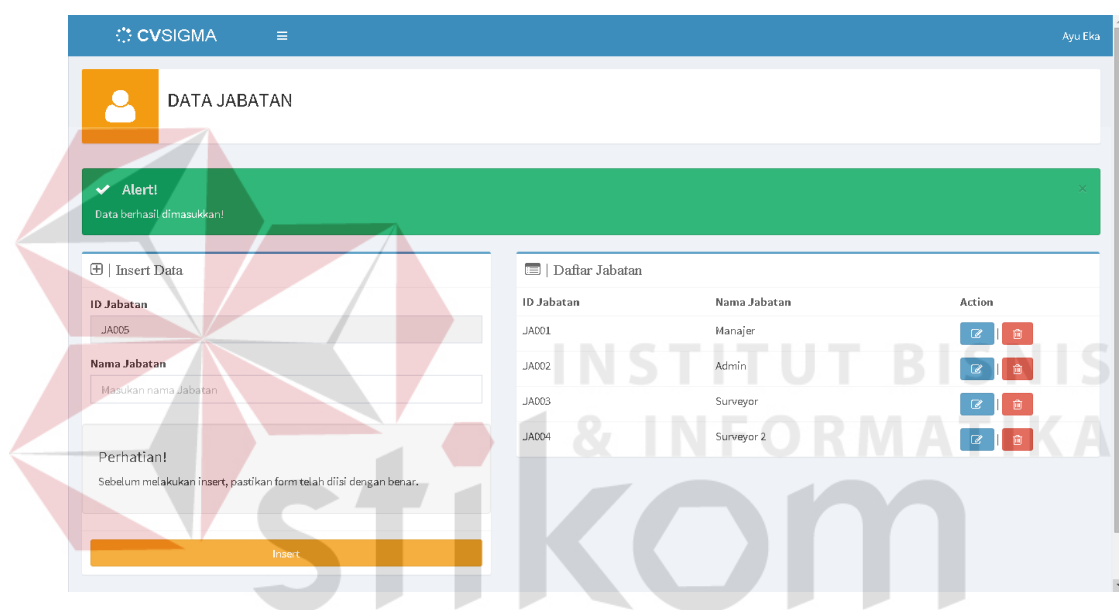 CVSIGMA
Ayu Eka
DATA JABATAN
Alert!
×
Data berhasil dimasukkan!
| Insert Data
ID Jabatan
JA005
Nama Jabatan
Masukan nama Jabatan
Perhatian!
Sebelum melakukan insert, pastikan form telah diisi dengan benar.
Insert
| Daftar Jabatan
ID Jabatan Nama Jabatan Action
JA001 Manajer |
JA002 Admin |
JA003 Surveyor |
JA004 Surveyor 2 |
INSTITUT BISNIS
& INFORMATIKA
stikom